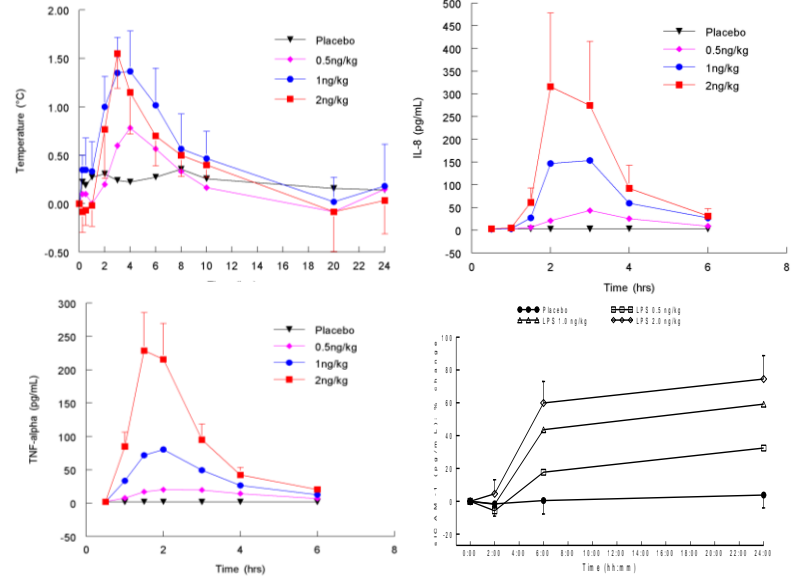 2.00
1.50
1.00
0.50
0.00
-0.50
Temperature (°C)
Placebo
0.5ng/kg
1ng/kg
2ng/kg
0 2 4 6 8 10 12 14 16 18 20 22 24
500
450
400
350
300
250
200
150
100
50
0
-50
IL-8 (pg/mL)
Placebo
0.5ng/kg
1ng/kg
2ng/kg
0 2 4 6 8
Time (hrs)
300
250
200
150
100
50
0
-50
TNF-alpha (pg/mL)
Placebo
0.5ng/kg
1ng/kg
2ng/kg
0 2 4 6 8
Time (hrs)
Placebo LPS 0.5 ng/kg
LPS 1.0 ng/kg LPS 2.0 ng/kg
100
80
60
40
20
0
-20
% change
0:00 2:00 4:00 6:00 8:00 10:00 12:00 14:00 16:00 18:00 20:00 22:00 24:00
Time (hh:mm)